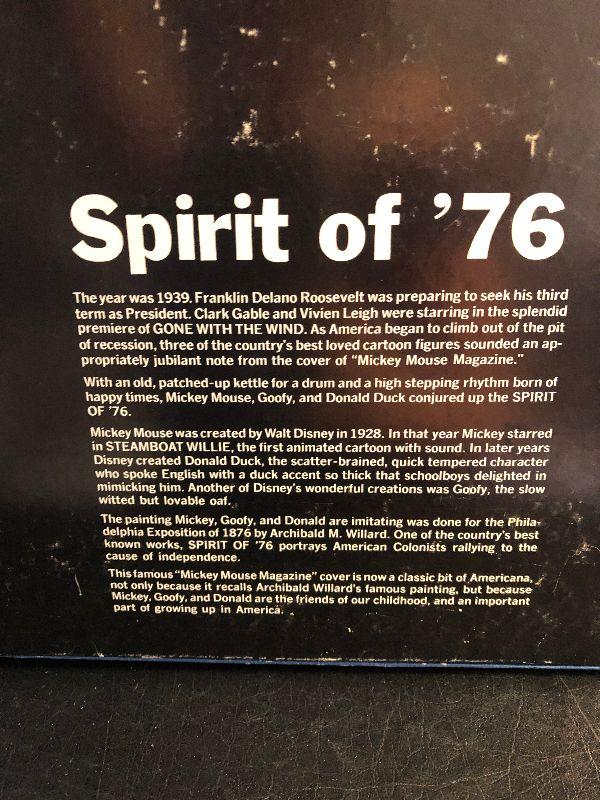 Spirit of ’76
The year was 1939. Franklin Delano Roosevelt was preparing to seek his third
term as President. Clark Gable and Vivien Leigh were starring in the splendid
premiere of GONE WITH THE WIND. As America began to climb out of the pit
of recession, three of the country's best loved cartoon figures sounded an ap-
propriately jubilant note from the cover of “Mickey Mouse Magazine.”
With an old, patched-up kettle for a drum and a high stepping rhythm born of
happy times, Mickey Mouse, Goofy, and Donald Duck conjured up the SPIRIT
OF ’76.
Mickey Mouse was created by Walt Disney in 1928. In that year Mickey starred
in STEAMBOAT WILLIE, the first animated cartoon with sound. In later years
Disney created Donald Duck, the scatter-brained, quick tempered character
who spoke English with a duck accent so thick that schoolboys delighted in
mimicking him. Another of Disney's wonderful creations was Goofy, the slow
witted but lovable oaf.
The painting Mickey, Goofy, and Donald are imitating was done for the Phila-
delphia Exposition of 1876 by Archibald M. Willard. One of the country's best
known works, SPIRIT OF ’76 portrays American Colonists rallying to the
cause of independence.
This famous “Mickey Mouse Magazine” cover is now a classic bit of Americana,
not only because it recalls Archibald Willard's famous painting, but because
Mickey, Goofy, and Donald are the friends of our childhood, and an important
part of growing up in America.